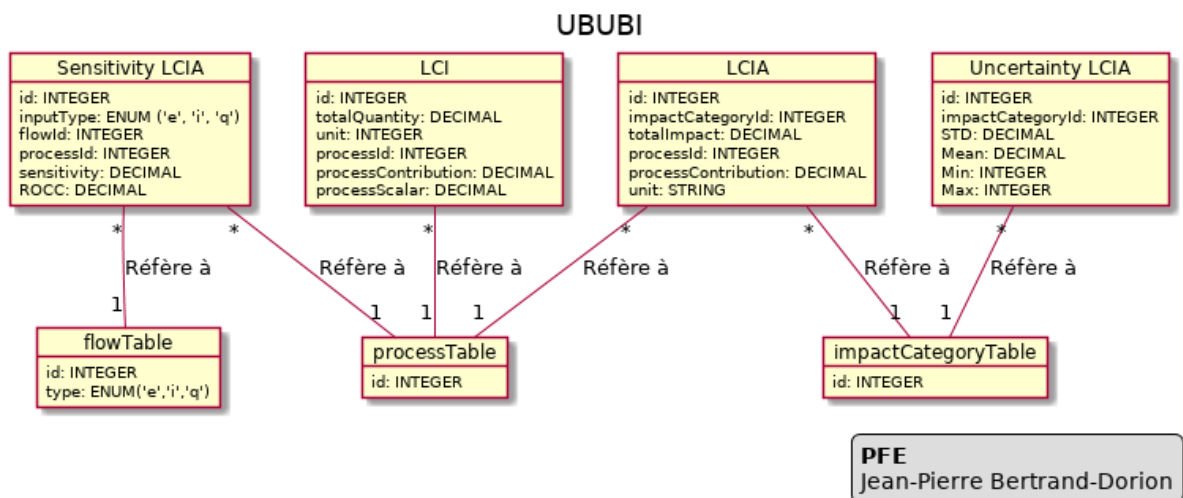 UBUBI
Sensitivity LCIA
id: INTEGER
inputType: ENUM ('e', 'i', 'q')
flowId: INTEGER
processId: INTEGER
sensitivity: DECIMAL
ROCC: DECIMAL
LCI
id: INTEGER
totalQuantity: DECIMAL
unit: INTEGER
processId: INTEGER
processContribution: DECIMAL
processScalar: DECIMAL
LCIA
id: INTEGER
impactCategoryId: INTEGER
totalImpact: DECIMAL
processId: INTEGER
processContribution: DECIMAL
unit: STRING
Uncertainty LCIA
id: INTEGER
impactCategoryId: INTEGER
STD: DECIMAL
Mean: DECIMAL
Min: INTEGER
Max: INTEGER
* * * * * *
Réfère à Réfère à Réfère à Réfère à Réfère à Réfère à
1 1 1 1 1 1
flowTable
id: INTEGER
type: ENUM('e','i','q')
processTable
id: INTEGER
impactCategoryTable
id: INTEGER
PFE
Jean-Pierre Bertrand-Dorion